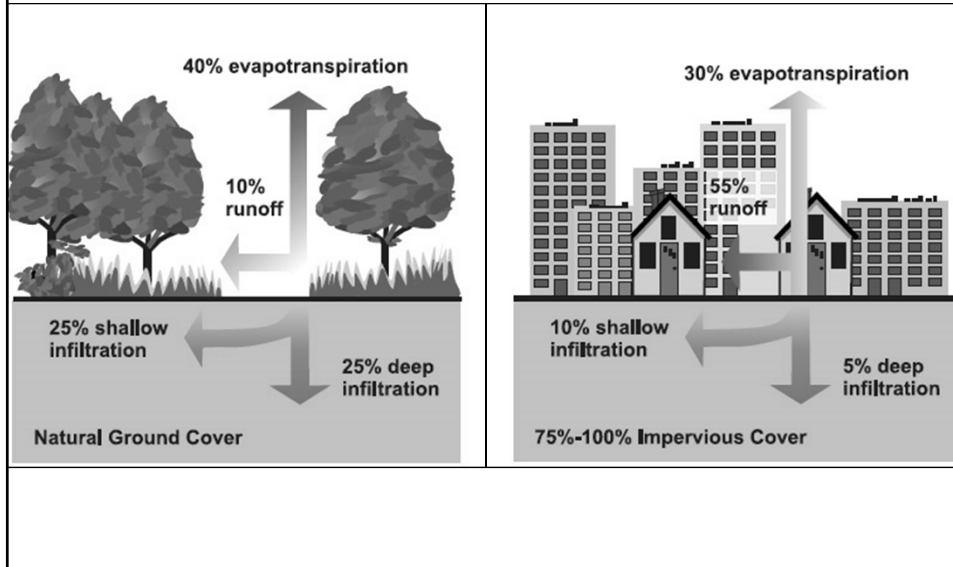 40% evapotranspiration
10%
runoff
25% shallow
infiltration
25% deep
infiltration
Natural Ground Cover
30% evapotranspiration
55%
runoff
10% shallow
infiltration
5% deep
infiltration
75%-100% Impervious Cover